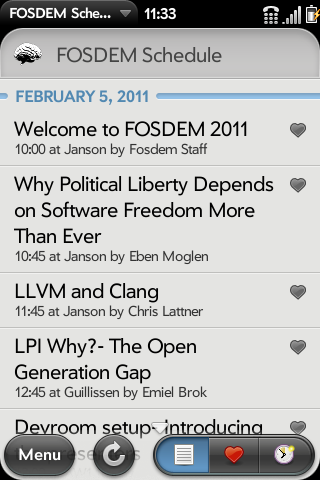 FOSDEM Sche...
11:33
FOSDEM Schedule
FEBRUARY 5, 2011
Welcome to FOSDEM 2011
10:00 at Janson by Fosdem Staff
Why Political Liberty Depends
on Software Freedom More
Than Ever
10:45 at Janson by Eben Moglen
LLVM and Clang
11:45 at Janson by Chris Lattner
LPI Why?- The Open
Generation Gap
12:45 at Guillissen by Emiel Brok
Devroom setup- Introducing
Menu